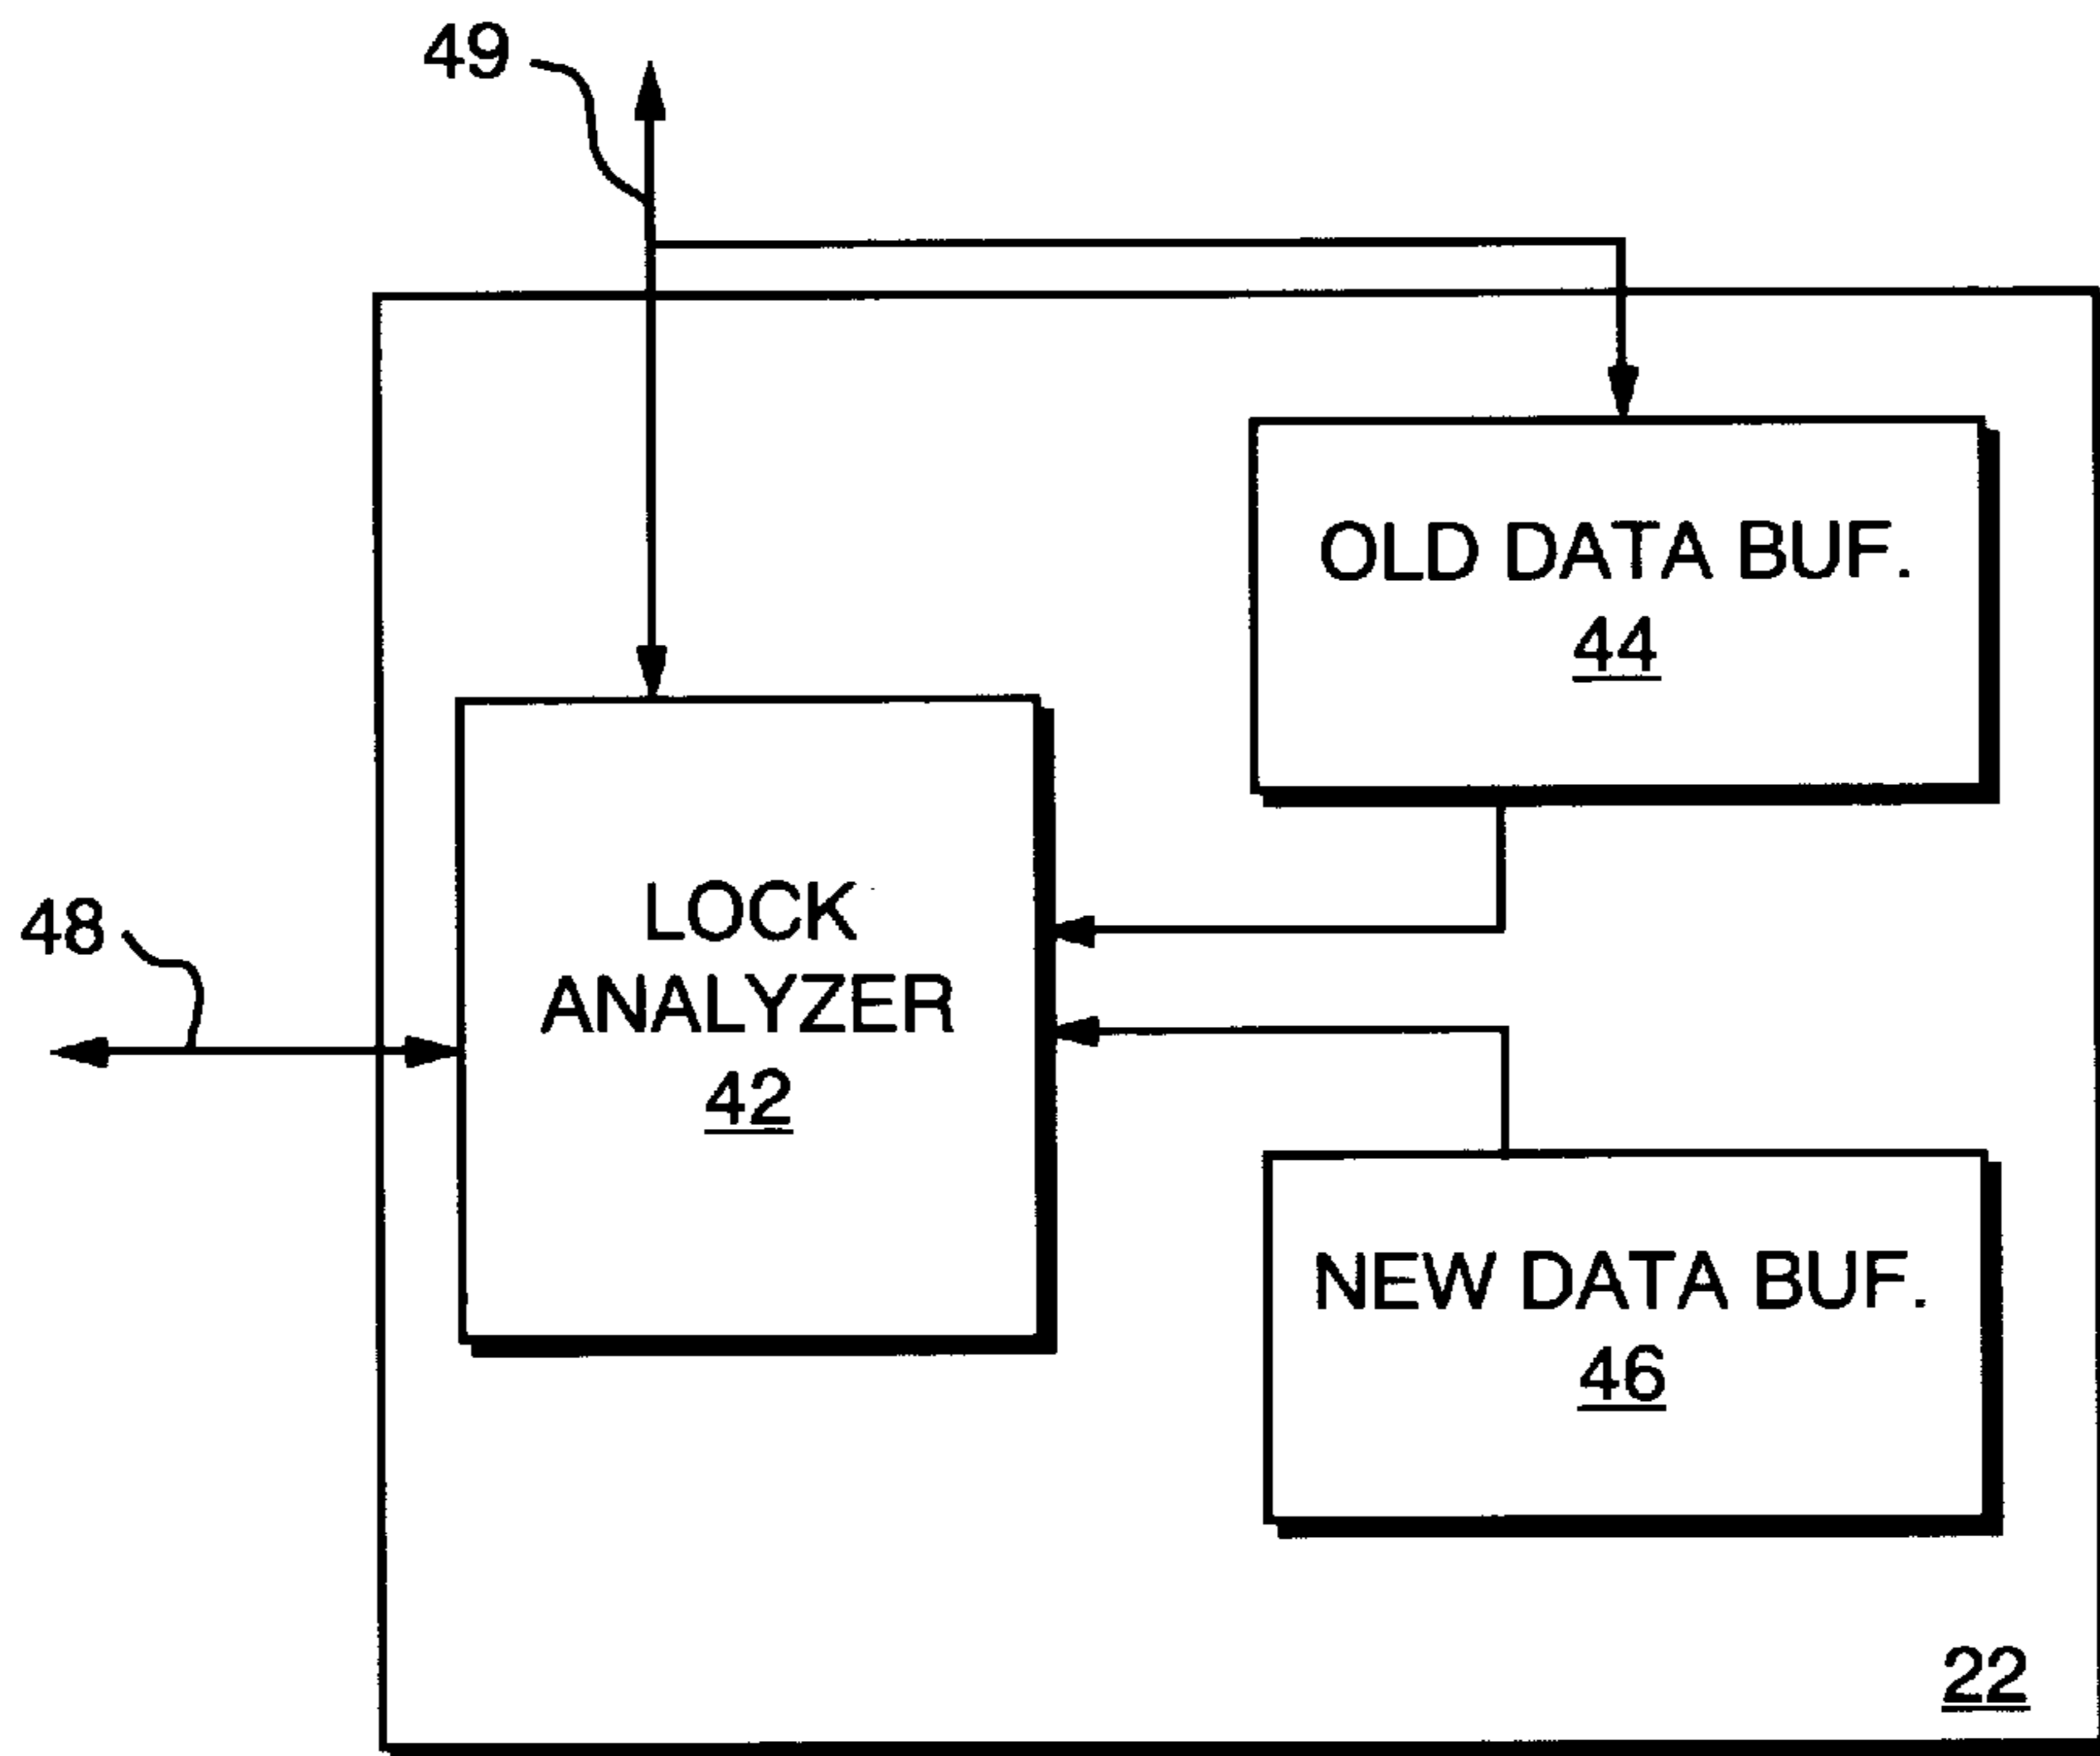 49
OLD DATA BUF.
44
LOCK
ANALYZER
42
48
NEW DATA BUF.
46
22